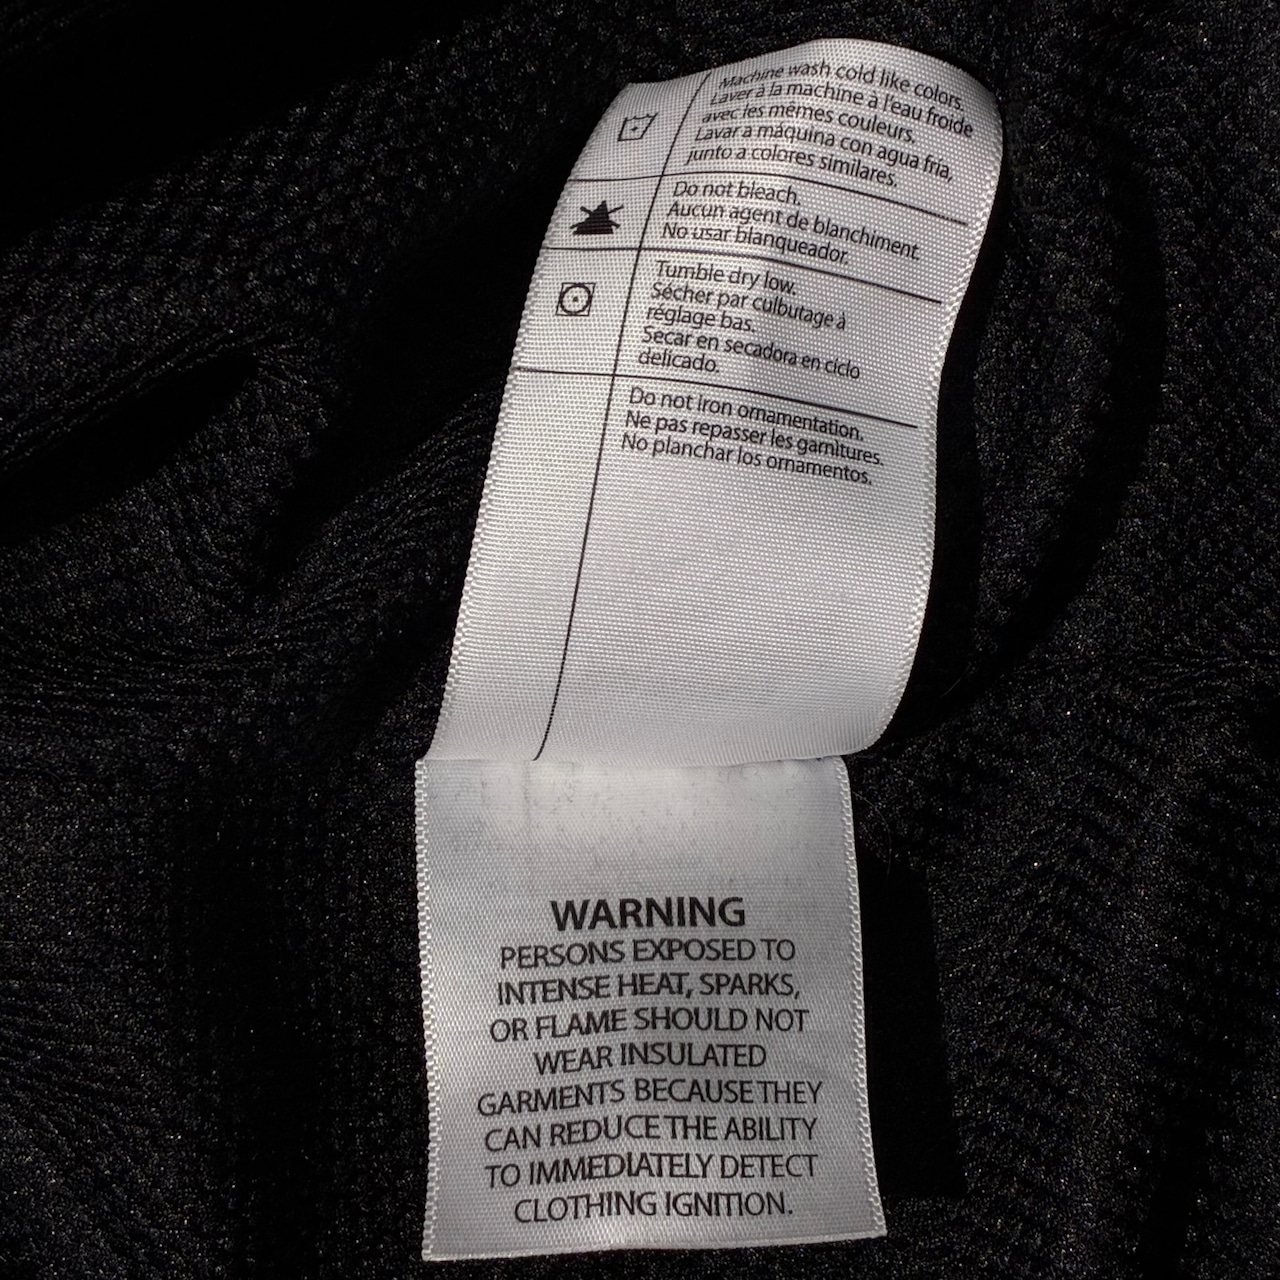 Machine wash cold like colors.
Laver à la machine à l'eau froide
avec les mêmes couleurs.
Lavar a máquina con agua fría,
junto a colores similares.
Do not bleach.
Aucun agent de blanchiment.
No usar blanqueador.
Tumble dry low.
Sécher par culbutage à
réglage bas.
Secar en secadora en ciclo
delicado.
Do not iron ornamentation.
Ne pas repasser les garnitures.
No planchar los ornamentos.
WARNING
PERSONS EXPOSED TO
INTENSE HEAT, SPARKS,
OR FLAME SHOULD NOT
WEAR INSULATED
GARMENTS BECAUSE THEY
CAN REDUCE THE ABILITY
TO IMMEDIATELY DETECT
CLOTHING IGNITION.